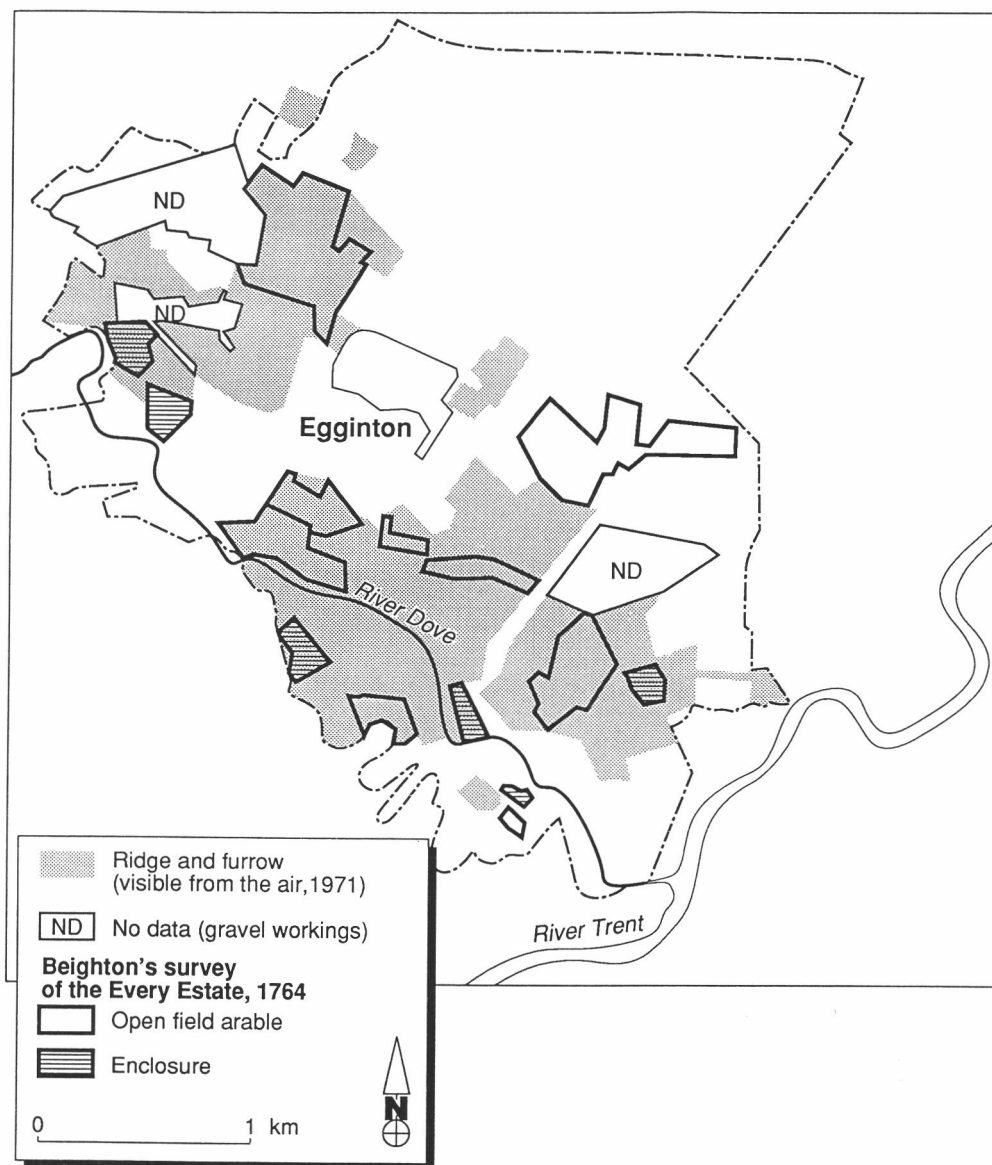 ND
ND
Egginton
ND
River Dove
River Trent
Ridge and furrow
(visible from the air,1971)
ND No data (gravel workings)
Beighton's survey
of the Every Estate, 1764
Open field arable
Enclosure
N
0 1 km